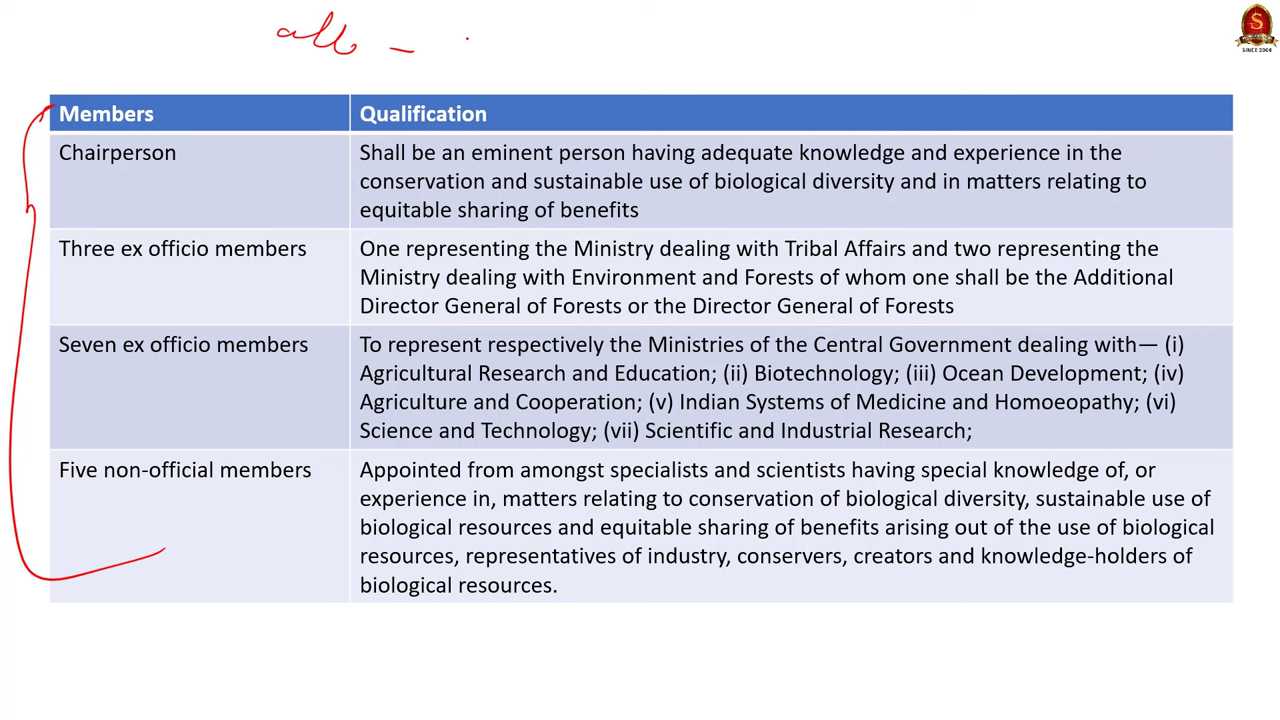 Members
Qualification
Chairperson
Shall be an eminent person having adequate knowledge and experience in the
conservation and sustainable use of biological diversity and in matters relating to
equitable sharing of benefits
Three ex officio members
One representing the Ministry dealing with Tribal Affairs and two representing the
Ministry dealing with Environment and Forests of whom one shall be the Additional
Director General of Forests or the Director General of Forests
Seven ex officio members
To represent respectively the Ministries of the Central Government dealing with— (i)
Agricultural Research and Education; (ii) Biotechnology; (iii) Ocean Development; (iv)
Agriculture and Cooperation; (v) Indian Systems of Medicine and Homoeopathy; (vi)
Science and Technology; (vii) Scientific and Industrial Research;
Five non-official members
Appointed from amongst specialists and scientists having special knowledge of, or
experience in, matters relating to conservation of biological diversity, sustainable use of
biological resources and equitable sharing of benefits arising out of the use of biological
resources, representatives of industry, conservers, creators and knowledge-holders of
biological resources.
S
SINCE 2004